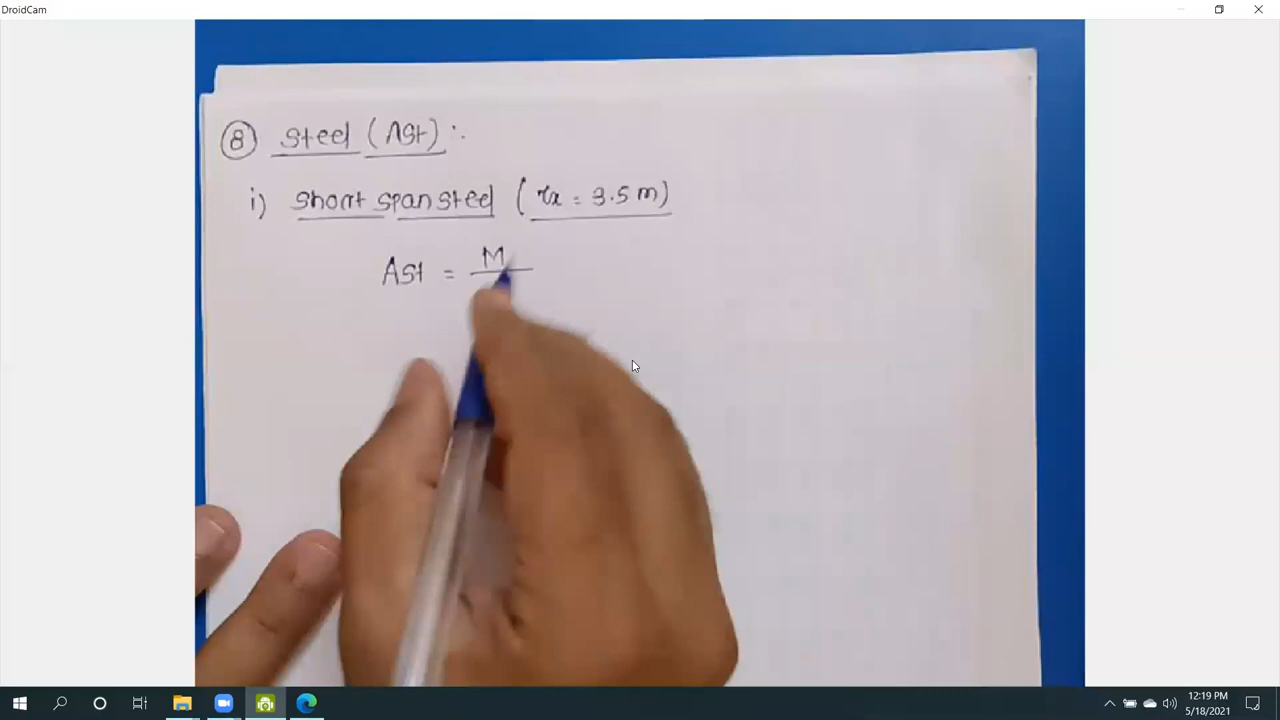 DroidCam
8 Steel (Ast) :-
i) Short span steel ( lx = 3.5 m)
Ast = M
12:19 PM
5/18/2021